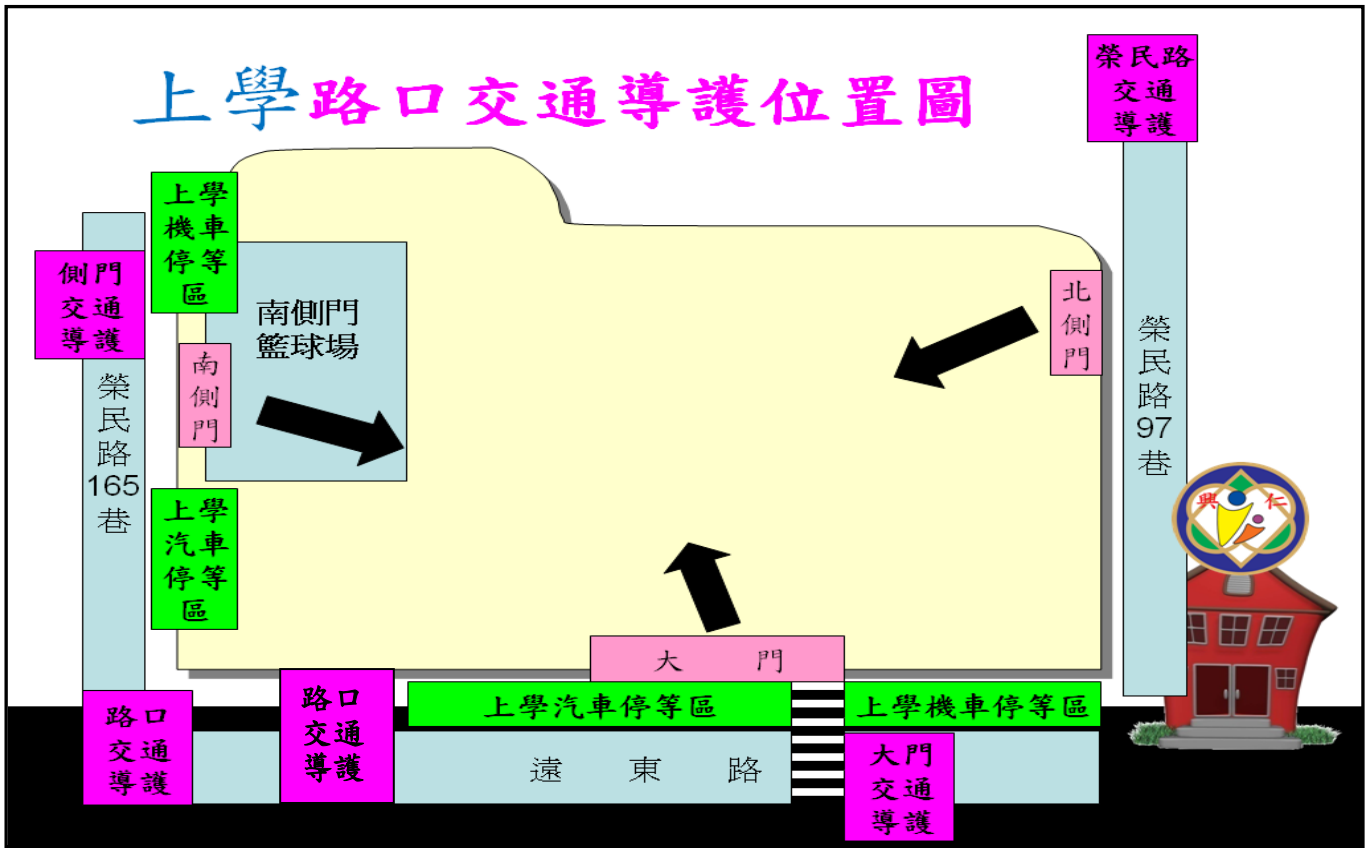 上學路口交通導護位置圖
榮民路
交通
導護
上學
機車
停等
區
側門
交通
導護
南側門
籃球場
北
側
門
南
側
門
榮
民
路
165
巷
榮
民
路
97
巷
上學
汽車
停等
區
興 仁
大 門
上學汽車停等區
上學機車停等區
路口
交通
導護
路口
交通
導護
遠 東 路
大門
交通
導護